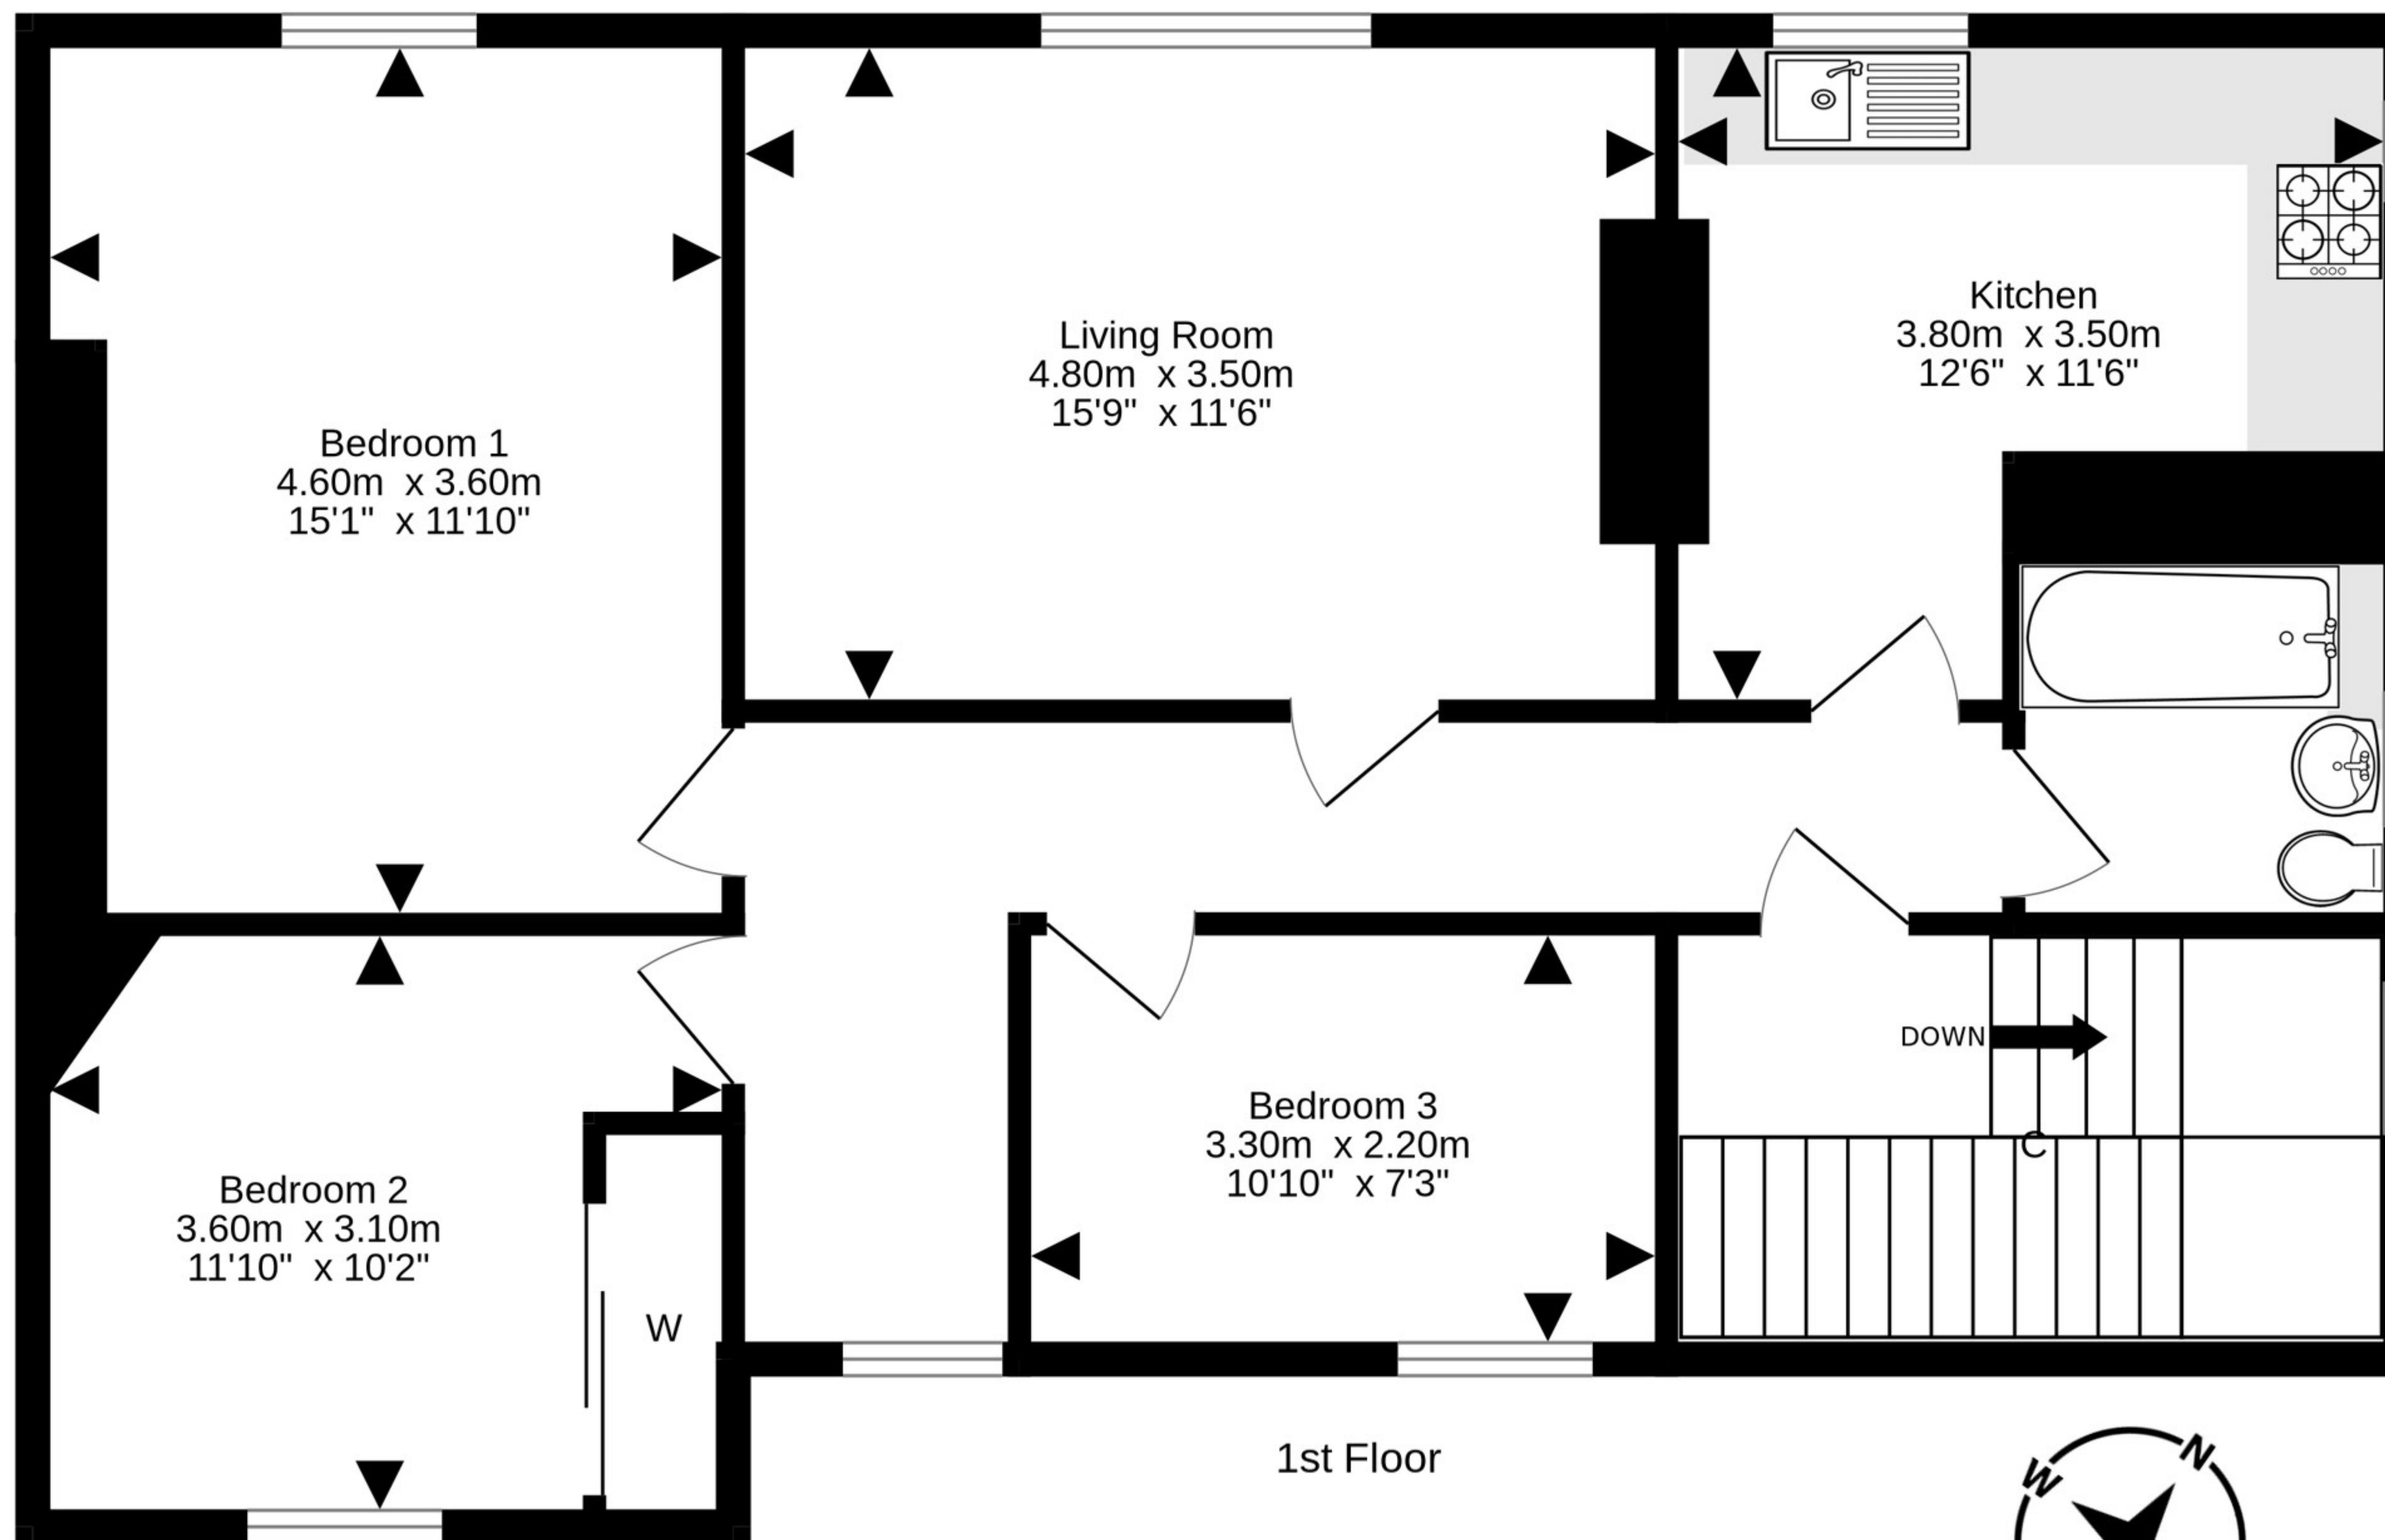 Living Room
4.80m x 3.50m
15'9" x 11'6"
Kitchen
3.80m x 3.50m
12'6" x 11'6"
Bedroom 1
4.60m x 3.60m
15'1" x 11'10"
DOWN
C
Bedroom 3
3.30m x 2.20m
10'10" x 7'3"
Bedroom 2
3.60m x 3.10m
11'10" x 10'2"
W
1st Floor
N
W